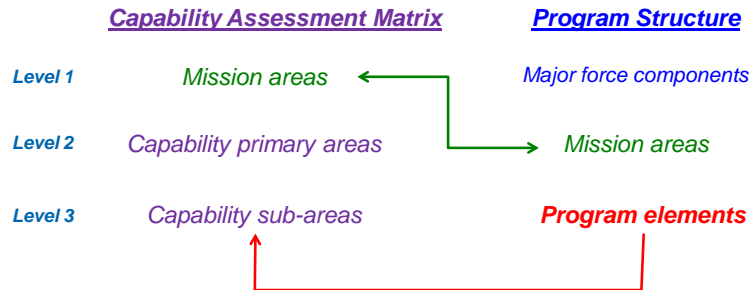 Capability Assessment Matrix Program Structure
Level 1 Mission areas Major force components
Level 2 Capability primary areas Mission areas
Level 3 Capability sub-areas Program elements